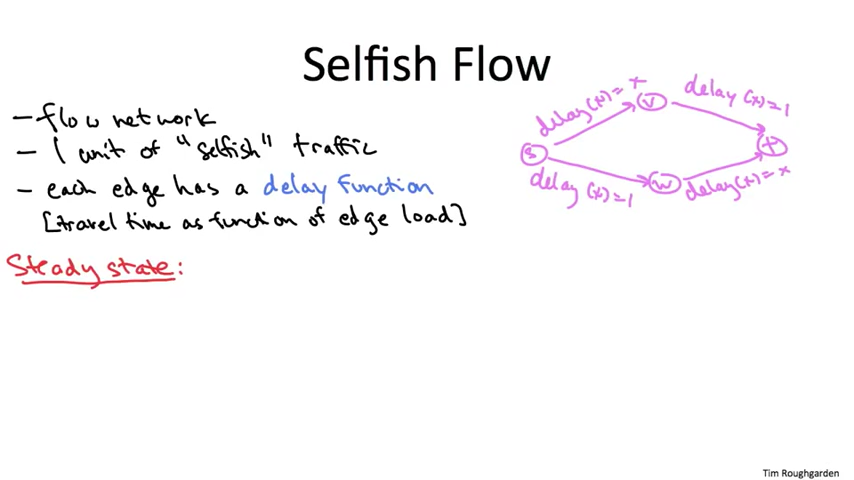 Selfish Flow
- flow network
- 1 unit of "selfish" traffic
- each edge has a delay function
[travel time as function of edge load]
Steady state:
delay(x)=x
v
delay(x)=1
s
t
delay(x)=1
w
delay(x)=x
Tim Roughgarden